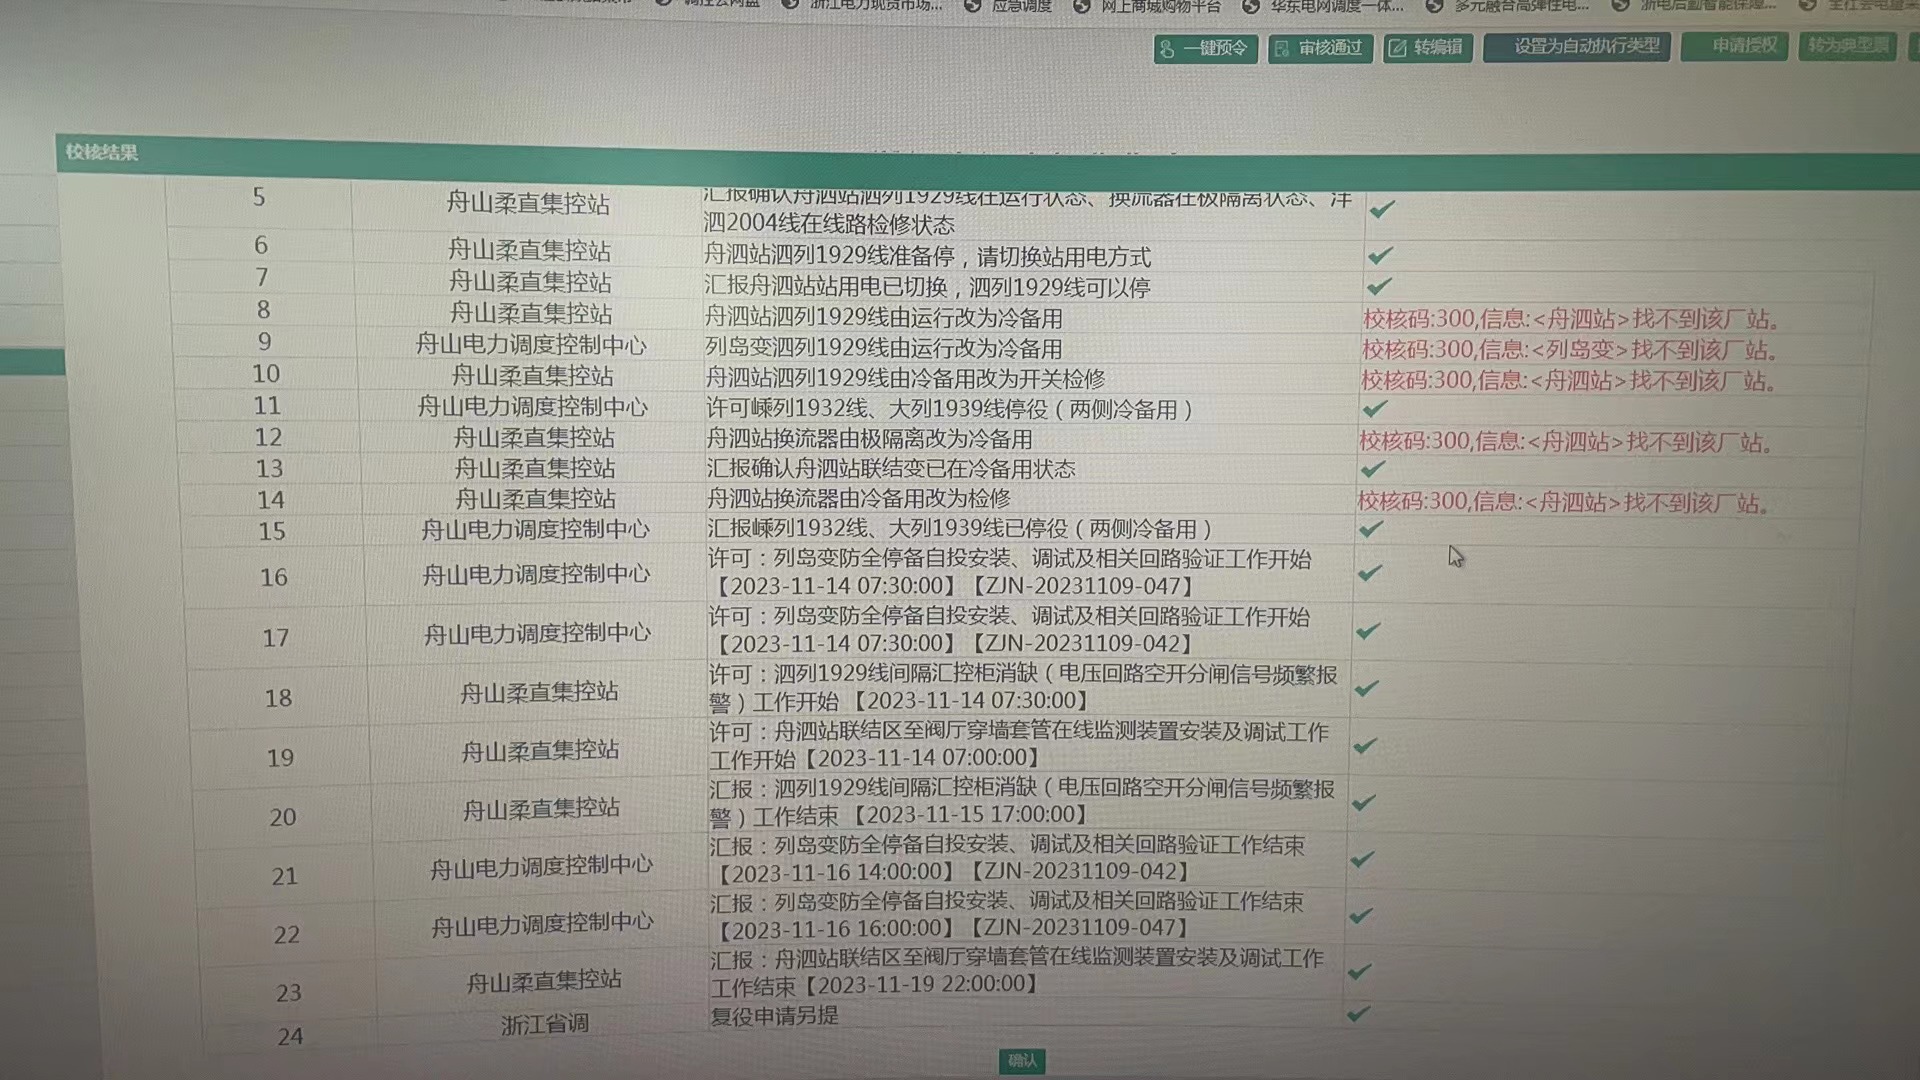 浙江电力现货市场...
应急调度
网上商城购物平台
华东电网调度一体...
多元融合高弹性电...
一键预令
审核通过
转编辑
设置为自动执行类型
申请授权
转为典型票
校核结果
5 舟山柔直集控站 汇报确认舟泗站泗列1929线在运行状态、换流器在极隔离状态、洋
泗2004线在线路检修状态
6 舟山柔直集控站 舟泗站泗列1929线准备停，请切换站用电方式
7 舟山柔直集控站 汇报舟泗站站用电已切换，泗列1929线可以停
8 舟山柔直集控站 舟泗站泗列1929线由运行改为冷备用 校核码:300,信息:<舟泗站>找不到该厂站。
9 舟山电力调度控制中心 列岛变泗列1929线由运行改为冷备用 校核码:300,信息:<列岛变>找不到该厂站。
10 舟山柔直集控站 舟泗站泗列1929线由冷备用改为开关检修 校核码:300,信息:<舟泗站>找不到该厂站。
11 舟山电力调度控制中心 许可嵊列1932线、大列1939线停役（两侧冷备用）
12 舟山柔直集控站 舟泗站换流器由极隔离改为冷备用 校核码:300,信息:<舟泗站>找不到该厂站。
13 舟山柔直集控站 汇报确认舟泗站联结变已在冷备用状态
14 舟山柔直集控站 舟泗站换流器由冷备用改为检修 校核码:300,信息:<舟泗站>找不到该厂站。
15 舟山电力调度控制中心 汇报嵊列1932线、大列1939线已停役（两侧冷备用）
16 舟山电力调度控制中心 许可：列岛变防全停备自投安装、调试及相关回路验证工作开始
【2023-11-14 07:30:00】【ZJN-20231109-047】
17 舟山电力调度控制中心 许可：列岛变防全停备自投安装、调试及相关回路验证工作开始
【2023-11-14 07:30:00】【ZJN-20231109-042】
18 舟山柔直集控站 许可：泗列1929线间隔汇控柜消缺（电压回路空开分闸信号频繁报
警）工作开始 【2023-11-14 07:30:00】
19 舟山柔直集控站 许可：舟泗站联结区至阀厅穿墙套管在线监测装置安装及调试工作
工作开始【2023-11-14 07:00:00】
20 舟山柔直集控站 汇报：泗列1929线间隔汇控柜消缺（电压回路空开分闸信号频繁报
警）工作结束 【2023-11-15 17:00:00】
21 舟山电力调度控制中心 汇报：列岛变防全停备自投安装、调试及相关回路验证工作结束
【2023-11-16 14:00:00】【ZJN-20231109-042】
22 舟山电力调度控制中心 汇报：列岛变防全停备自投安装、调试及相关回路验证工作结束
【2023-11-16 16:00:00】【ZJN-20231109-047】
23 舟山柔直集控站 汇报：舟泗站联结区至阀厅穿墙套管在线监测装置安装及调试工作
工作结束【2023-11-19 22:00:00】
24 浙江省调 复役申请另提
确认